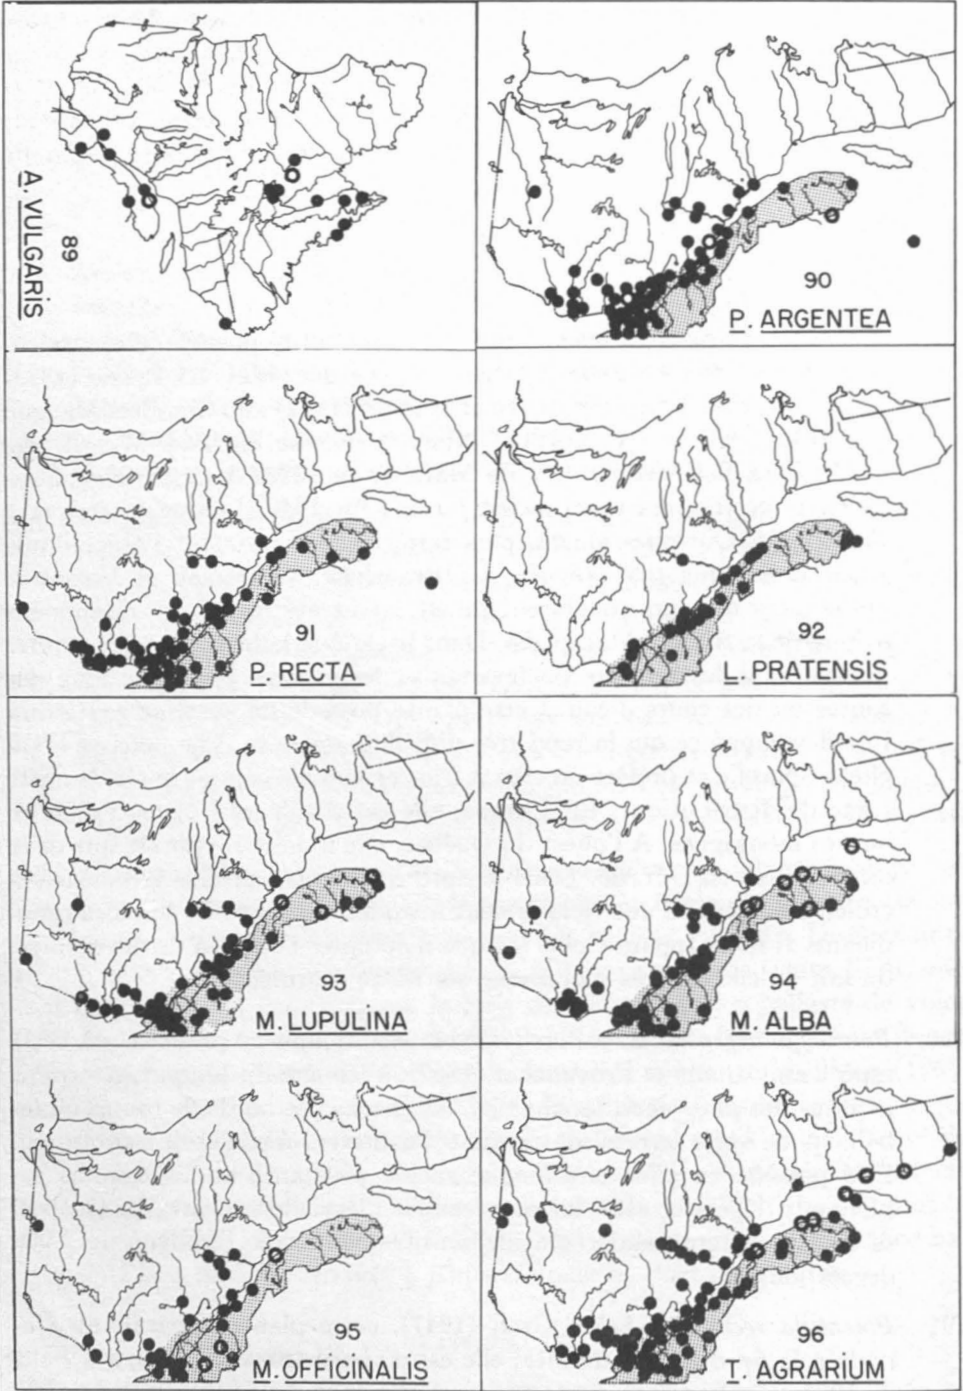 A. VULGARIS
89
90
P. ARGENTEA
91
P. RECTA
92
L. PRATENSIS
93
M. LUPULINA
94
M. ALBA
95
M. OFFICINALIS
96
T. AGRARIUM